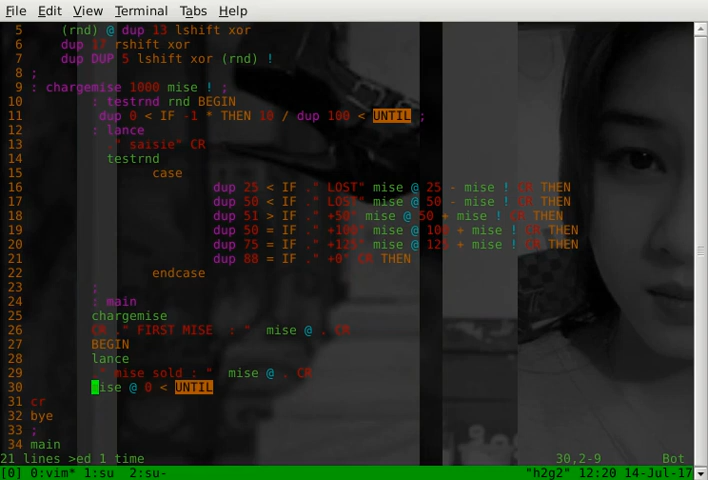 File Edit View Terminal Tabs Help
5 (rnd) @ dup 13 lshift xor
6 dup 17 rshift xor
7 dup DUP 5 lshift xor (rnd) !
8 ;
9 : chargemise 1000 mise ! ;
10 : testrnd rnd BEGIN
11 dup 0 < IF -1 * THEN 10 / dup 100 < UNTIL ;
12 : lance
13 ." saisie" CR
14 testrnd
15 case
16 dup 25 < IF ." LOST" mise @ 25 - mise ! CR THEN
17 dup 50 < IF ." LOST" mise @ 50 - mise ! CR THEN
18 dup 51 > IF ." +50" mise @ 50 + mise ! CR THEN
19 dup 50 = IF ." +100" mise @ 100 + mise ! CR THEN
20 dup 75 = IF ." +125" mise @ 125 + mise ! CR THEN
21 dup 88 = IF ." +0" CR THEN
22 endcase
23 ;
24 : main
25 chargemise
26 CR ." FIRST MISE : " mise @ . CR
27 BEGIN
28 lance
29 ." mise sold : " mise @ . CR
30 mise @ 0 < UNTIL
31 cr
32 bye
33 ;
34 main
21 lines >ed 1 time 30,2-9 Bot
[0] 0:vim* 1:su 2:su- "h2g2" 12:20 14-Jul-17